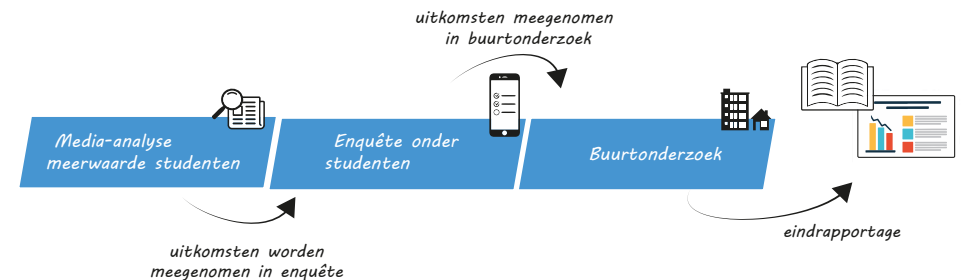 uitkomsten meegenomen
in buurtonderzoek
Media-analyse
meerwaarde studenten
Enquête onder
studenten
Buurtonderzoek
eindrapportage
uitkomsten worden
meegenomen in enquête